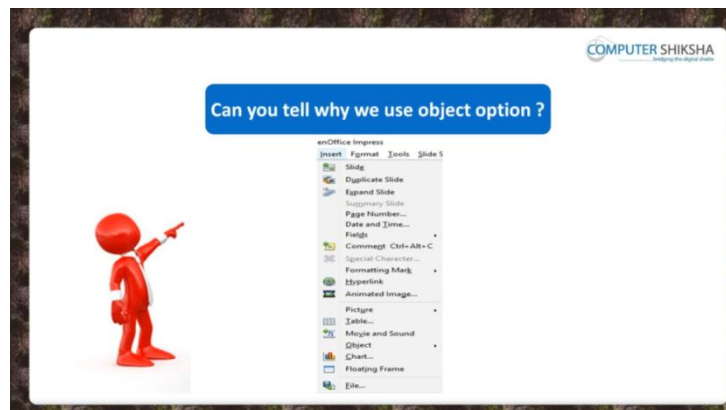 COMPUTER SHIKSHA
bridging the digital divide
Can you tell why we use object option ?
enOffice Impress
Insert Format Tools Slide S
Slide
Duplicate Slide
Expand Slide
Summary Slide
Page Number...
Date and Time...
Fields
Comment Ctrl+Alt+C
Special Character...
Formatting Mark
Hyperlink
Animated Image...
Picture
Table...
Movie and Sound
Object
Chart...
Floating Frame
File...